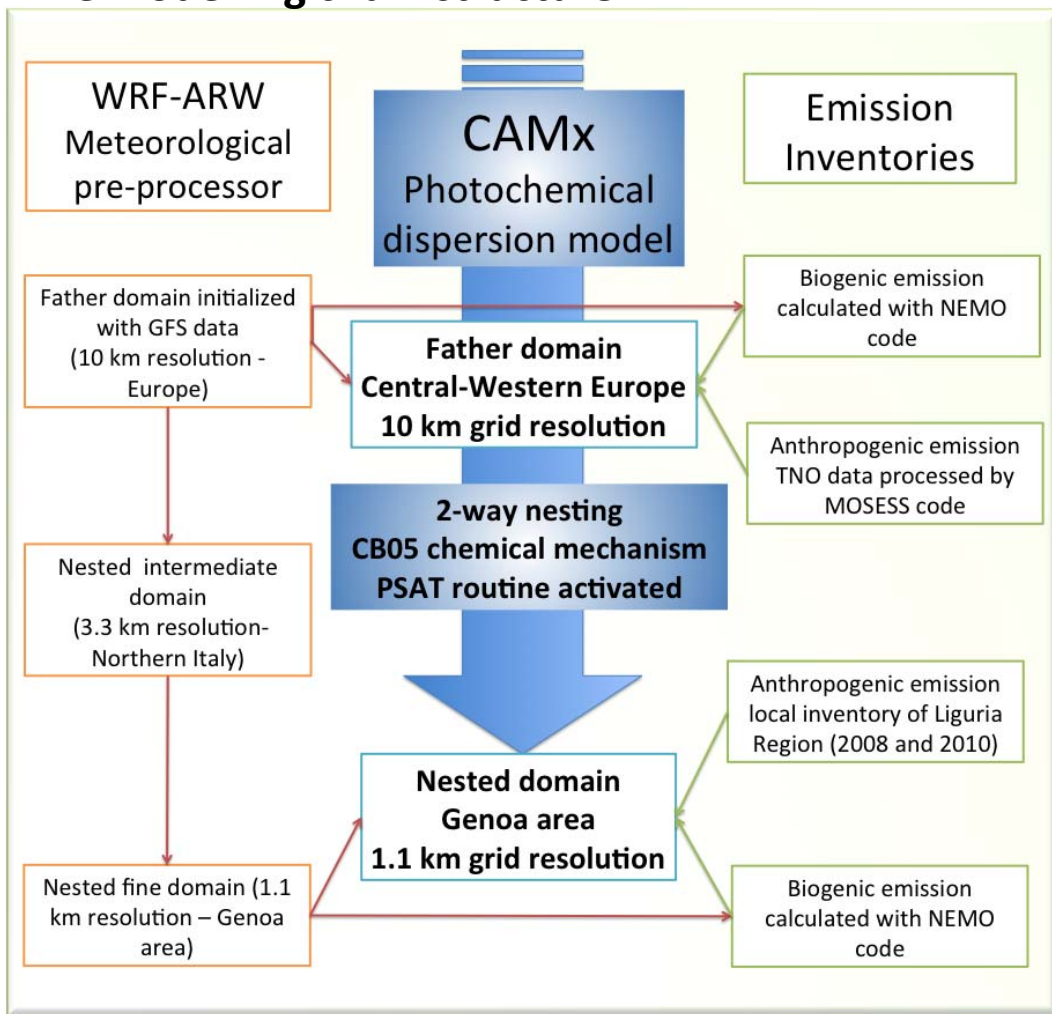 WRF-ARW
Meteorological
pre-processor
CAMx
Photochemical
dispersion model
Emission
Inventories
Father domain initialized
with GFS data
(10 km resolution -
Europe)
Father domain
Central-Western Europe
10 km grid resolution
Biogenic emission
calculated with NEMO
code
Anthropogenic emission
TNO data processed by
MOSESS code
2-way nesting
CB05 chemical mechanism
PSAT routine activated
Nested  intermediate
domain
(3.3 km resolution-
Northern Italy)
Anthropogenic emission
local inventory of Liguria
Region (2008 and 2010)
Nested domain
Genoa area
1.1 km grid resolution
Nested fine domain (1.1
km resolution – Genoa
area)
Biogenic emission
calculated with NEMO
code